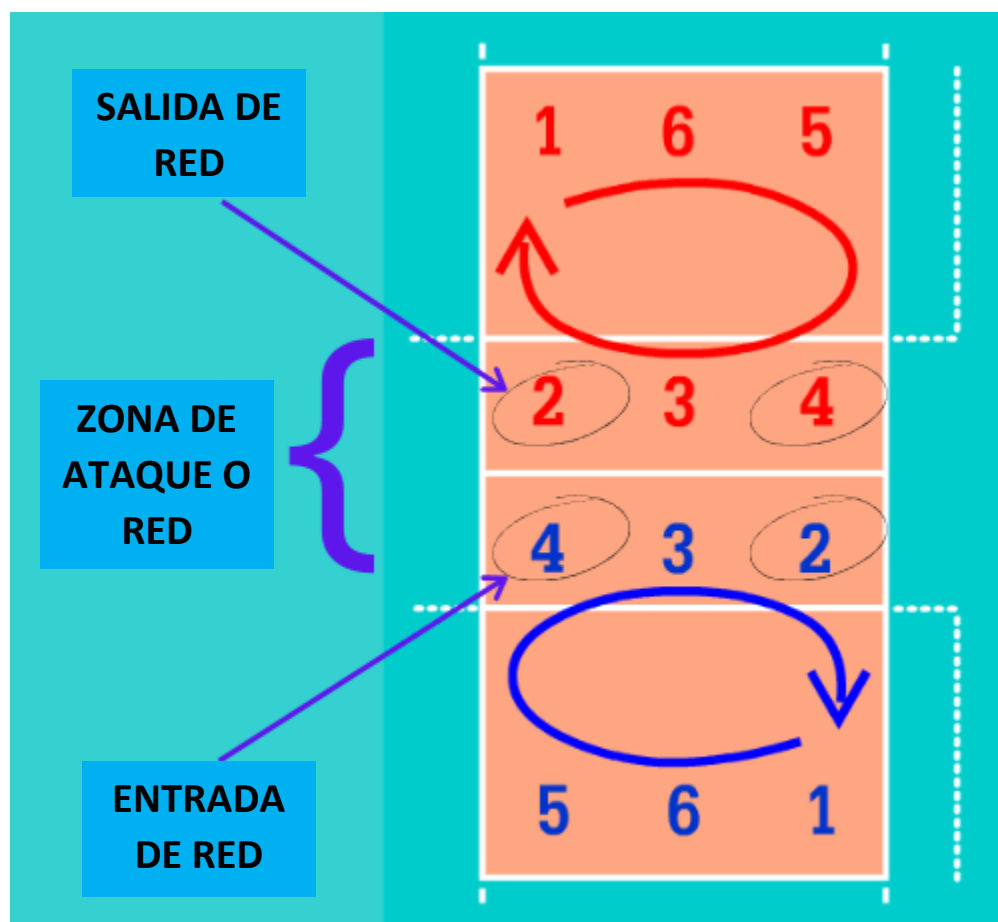 SALIDA DE
RED
1 6 5
2 3 4
ZONA DE
ATAQUE O
RED
4 3 2
ENTRADA
DE RED
5 6 1